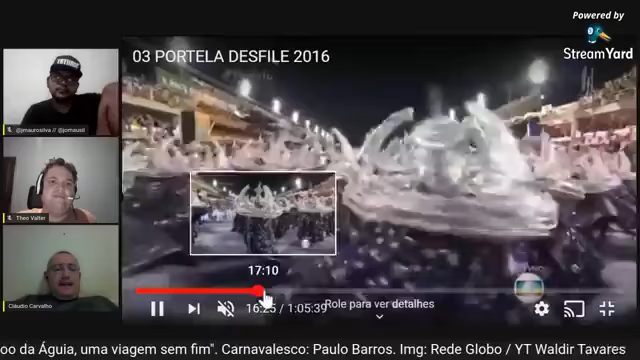 Powered by
StreamYard
03 PORTELA DESFILE 2016
@jmaurosilva // @jornausil
Theo Valter
Cláudio Carvalho
17:10
16:25 / 1:05:39
Role para ver detalhes
oo da Águia, uma viagem sem fim". Carnavalesco: Paulo Barros. Img: Rede Globo / YT Waldir Tavares